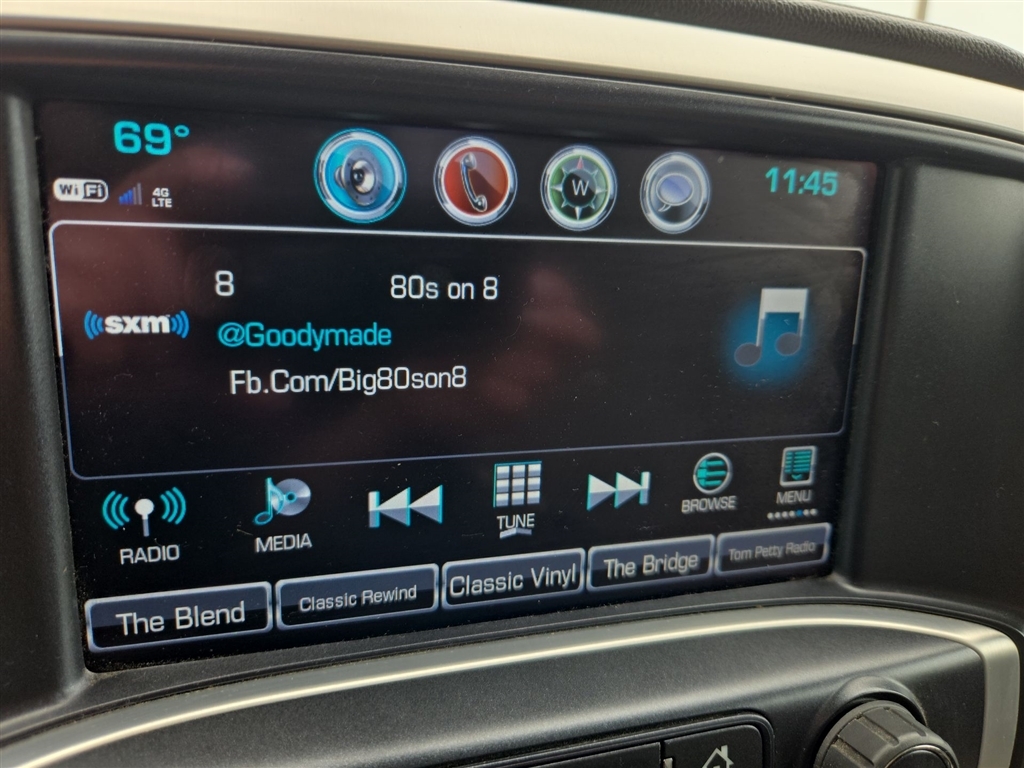 69°
WiFi
4G
LTE
W
11:45
8
80s on 8
sxm
@Goodymade
Fb.Com/Big80son8
RADIO
MEDIA
TUNE
BROWSE
MENU
The Blend
Classic Rewind
Classic Vinyl
The Bridge
Tom Petty Radio